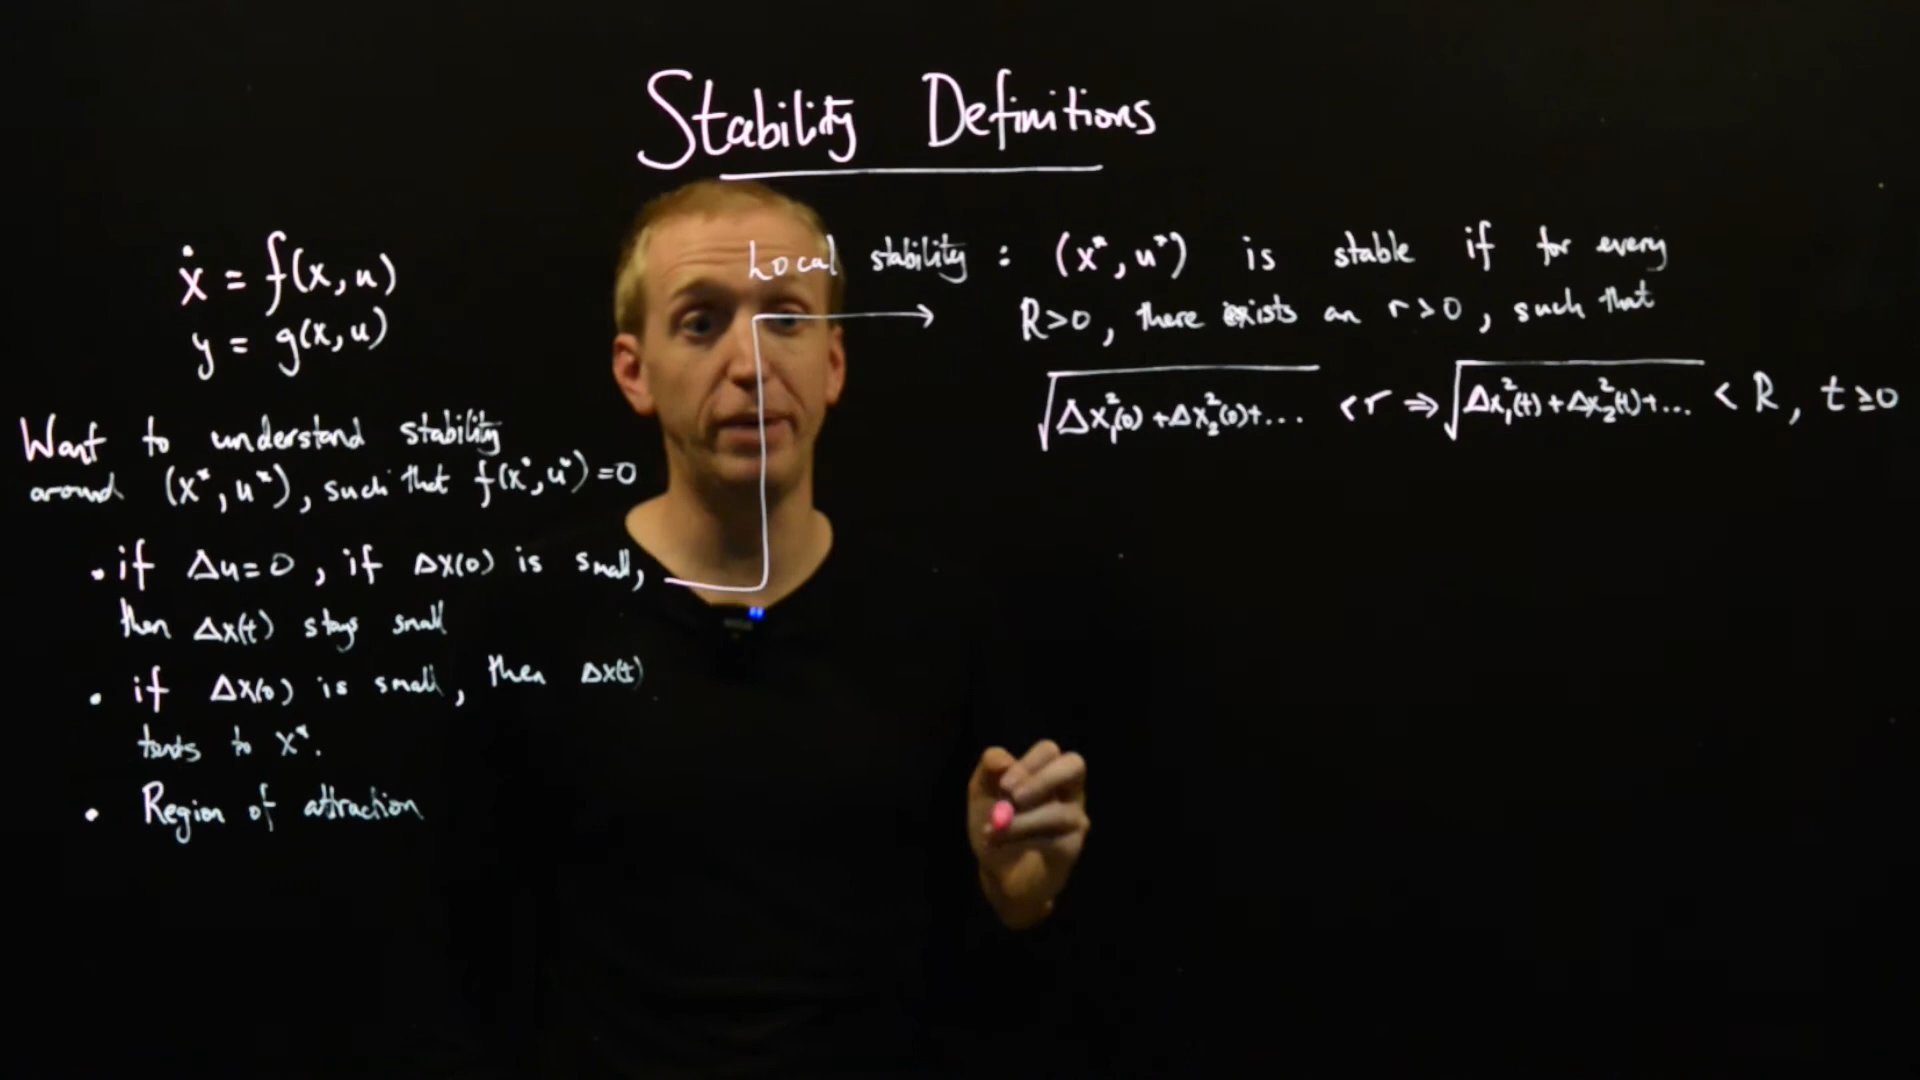 Stability Definitions
ẋ = f(x, u)
y = g(x, u)
Want to understand stability
around (x*, u*), such that f(x*, u*) = 0
• if Δu = 0, if Δx(0) is small,
then Δx(t) stays small
• if Δx(0) is small, then Δx(t)
tends to x*.
• Region of attraction
Local stability : (x*, u*) is stable if for every
R>0, there exists an r>0, such that
√(Δx₁²(0) + Δx₂²(0) + ...) < r ⇒ √(Δx₁²(t) + Δx₂²(t) + ...) < R, t ≥ 0